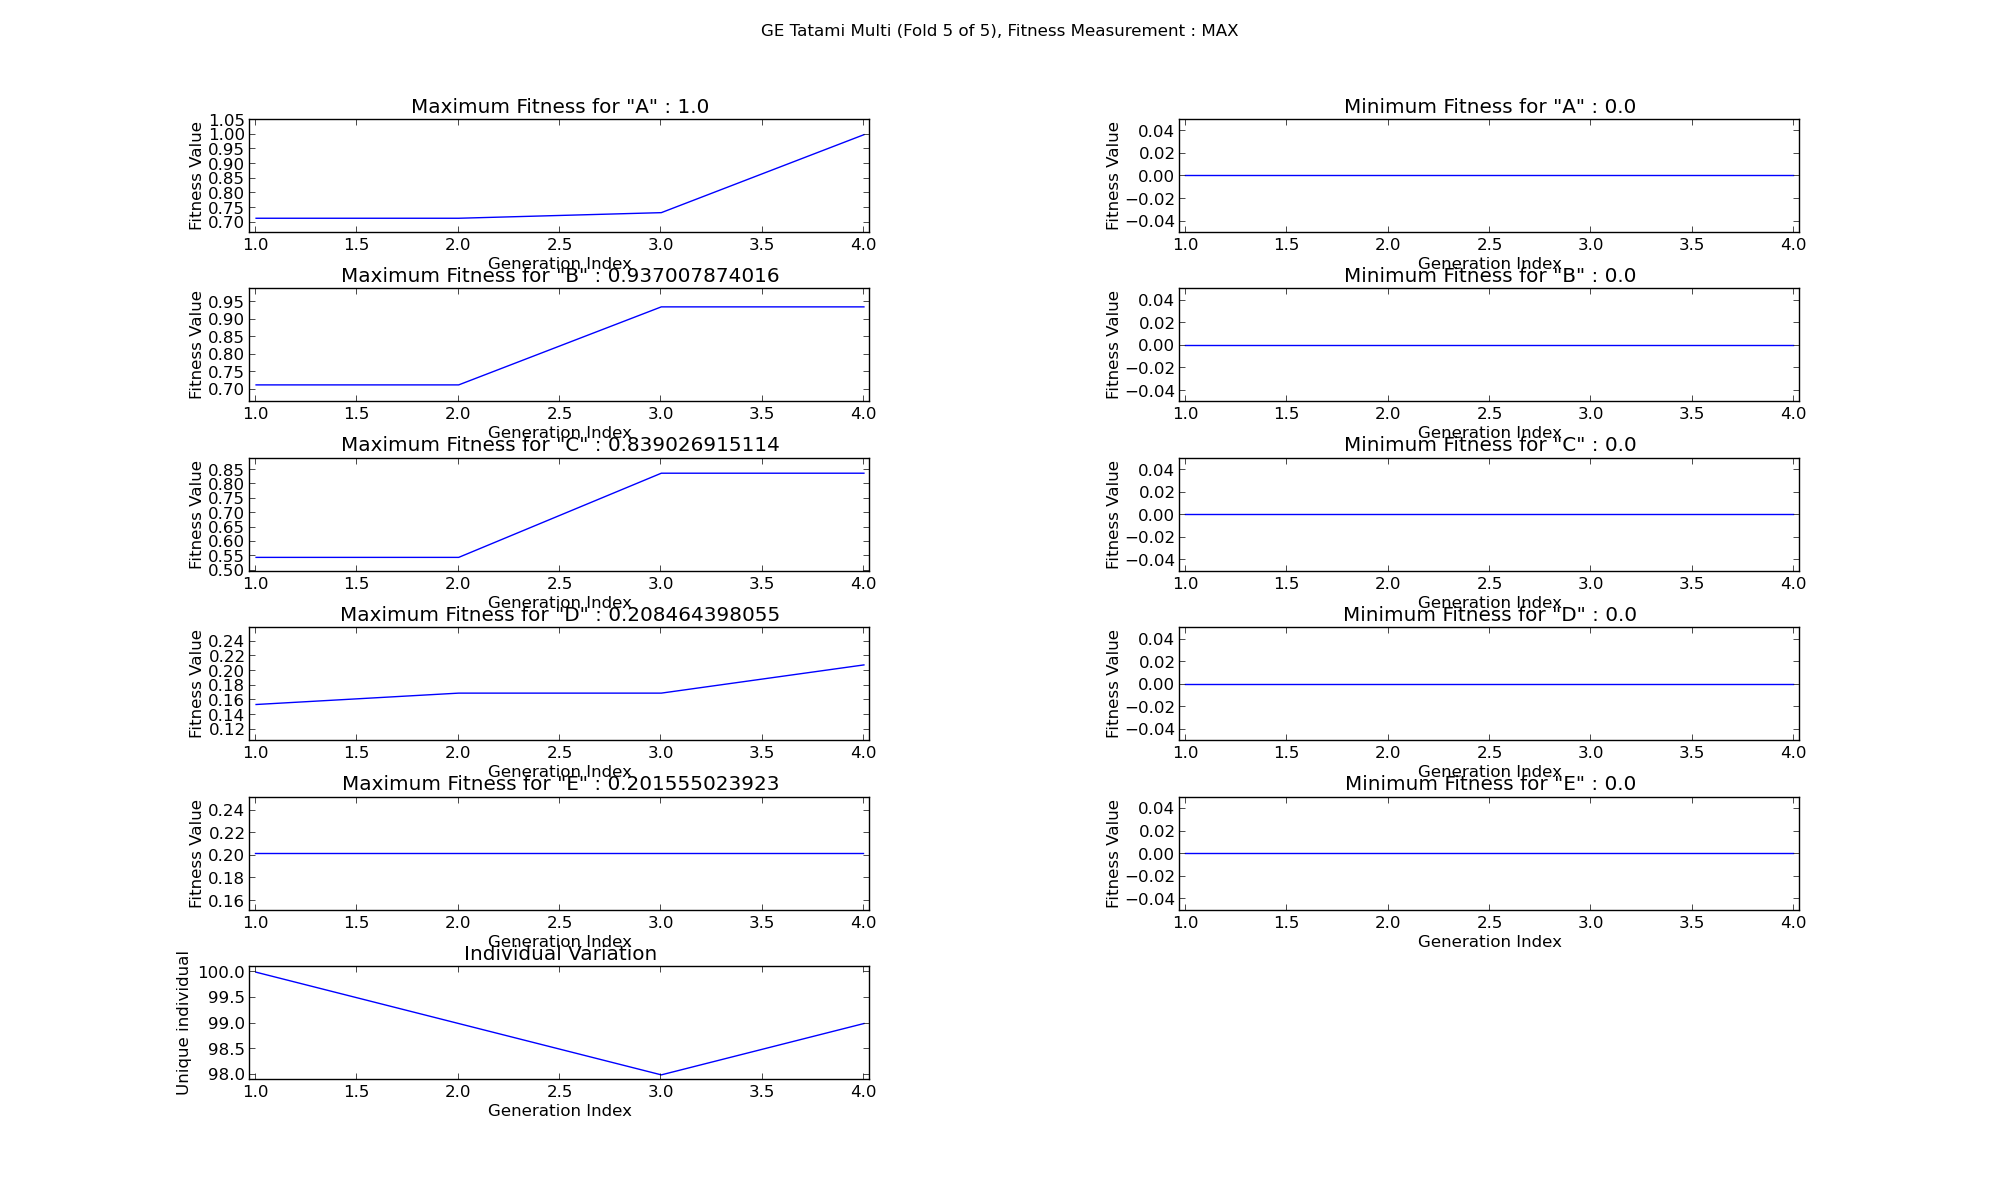 GE Tatami Multi (Fold 5 of 5), Fitness Measurement : MAX
Maximum Fitness for "A" : 1.0
Fitness Value
1.05
1.00
0.95
0.90
0.85
0.80
0.75
0.70
1.0 1.5 2.0 2.5 3.0 3.5 4.0
Generation Index
Minimum Fitness for "A" : 0.0
Fitness Value
0.04
0.02
0.00
−0.02
−0.04
1.0 1.5 2.0 2.5 3.0 3.5 4.0
Generation Index
Maximum Fitness for "B" : 0.937007874016
Fitness Value
0.95
0.90
0.85
0.80
0.75
0.70
1.0 1.5 2.0 2.5 3.0 3.5 4.0
Generation Index
Minimum Fitness for "B" : 0.0
Fitness Value
0.04
0.02
0.00
−0.02
−0.04
1.0 1.5 2.0 2.5 3.0 3.5 4.0
Generation Index
Maximum Fitness for "C" : 0.839026915114
Fitness Value
0.85
0.80
0.75
0.70
0.65
0.60
0.55
0.50
1.0 1.5 2.0 2.5 3.0 3.5 4.0
Generation Index
Minimum Fitness for "C" : 0.0
Fitness Value
0.04
0.02
0.00
−0.02
−0.04
1.0 1.5 2.0 2.5 3.0 3.5 4.0
Generation Index
Maximum Fitness for "D" : 0.208464398055
Fitness Value
0.24
0.22
0.20
0.18
0.16
0.14
0.12
1.0 1.5 2.0 2.5 3.0 3.5 4.0
Generation Index
Minimum Fitness for "D" : 0.0
Fitness Value
0.04
0.02
0.00
−0.02
−0.04
1.0 1.5 2.0 2.5 3.0 3.5 4.0
Generation Index
Maximum Fitness for "E" : 0.201555023923
Fitness Value
0.24
0.22
0.20
0.18
0.16
1.0 1.5 2.0 2.5 3.0 3.5 4.0
Generation Index
Minimum Fitness for "E" : 0.0
Fitness Value
0.04
0.02
0.00
−0.02
−0.04
1.0 1.5 2.0 2.5 3.0 3.5 4.0
Generation Index
Individual Variation
Unique individual
100.0
99.5
99.0
98.5
98.0
1.0 1.5 2.0 2.5 3.0 3.5 4.0
Generation Index